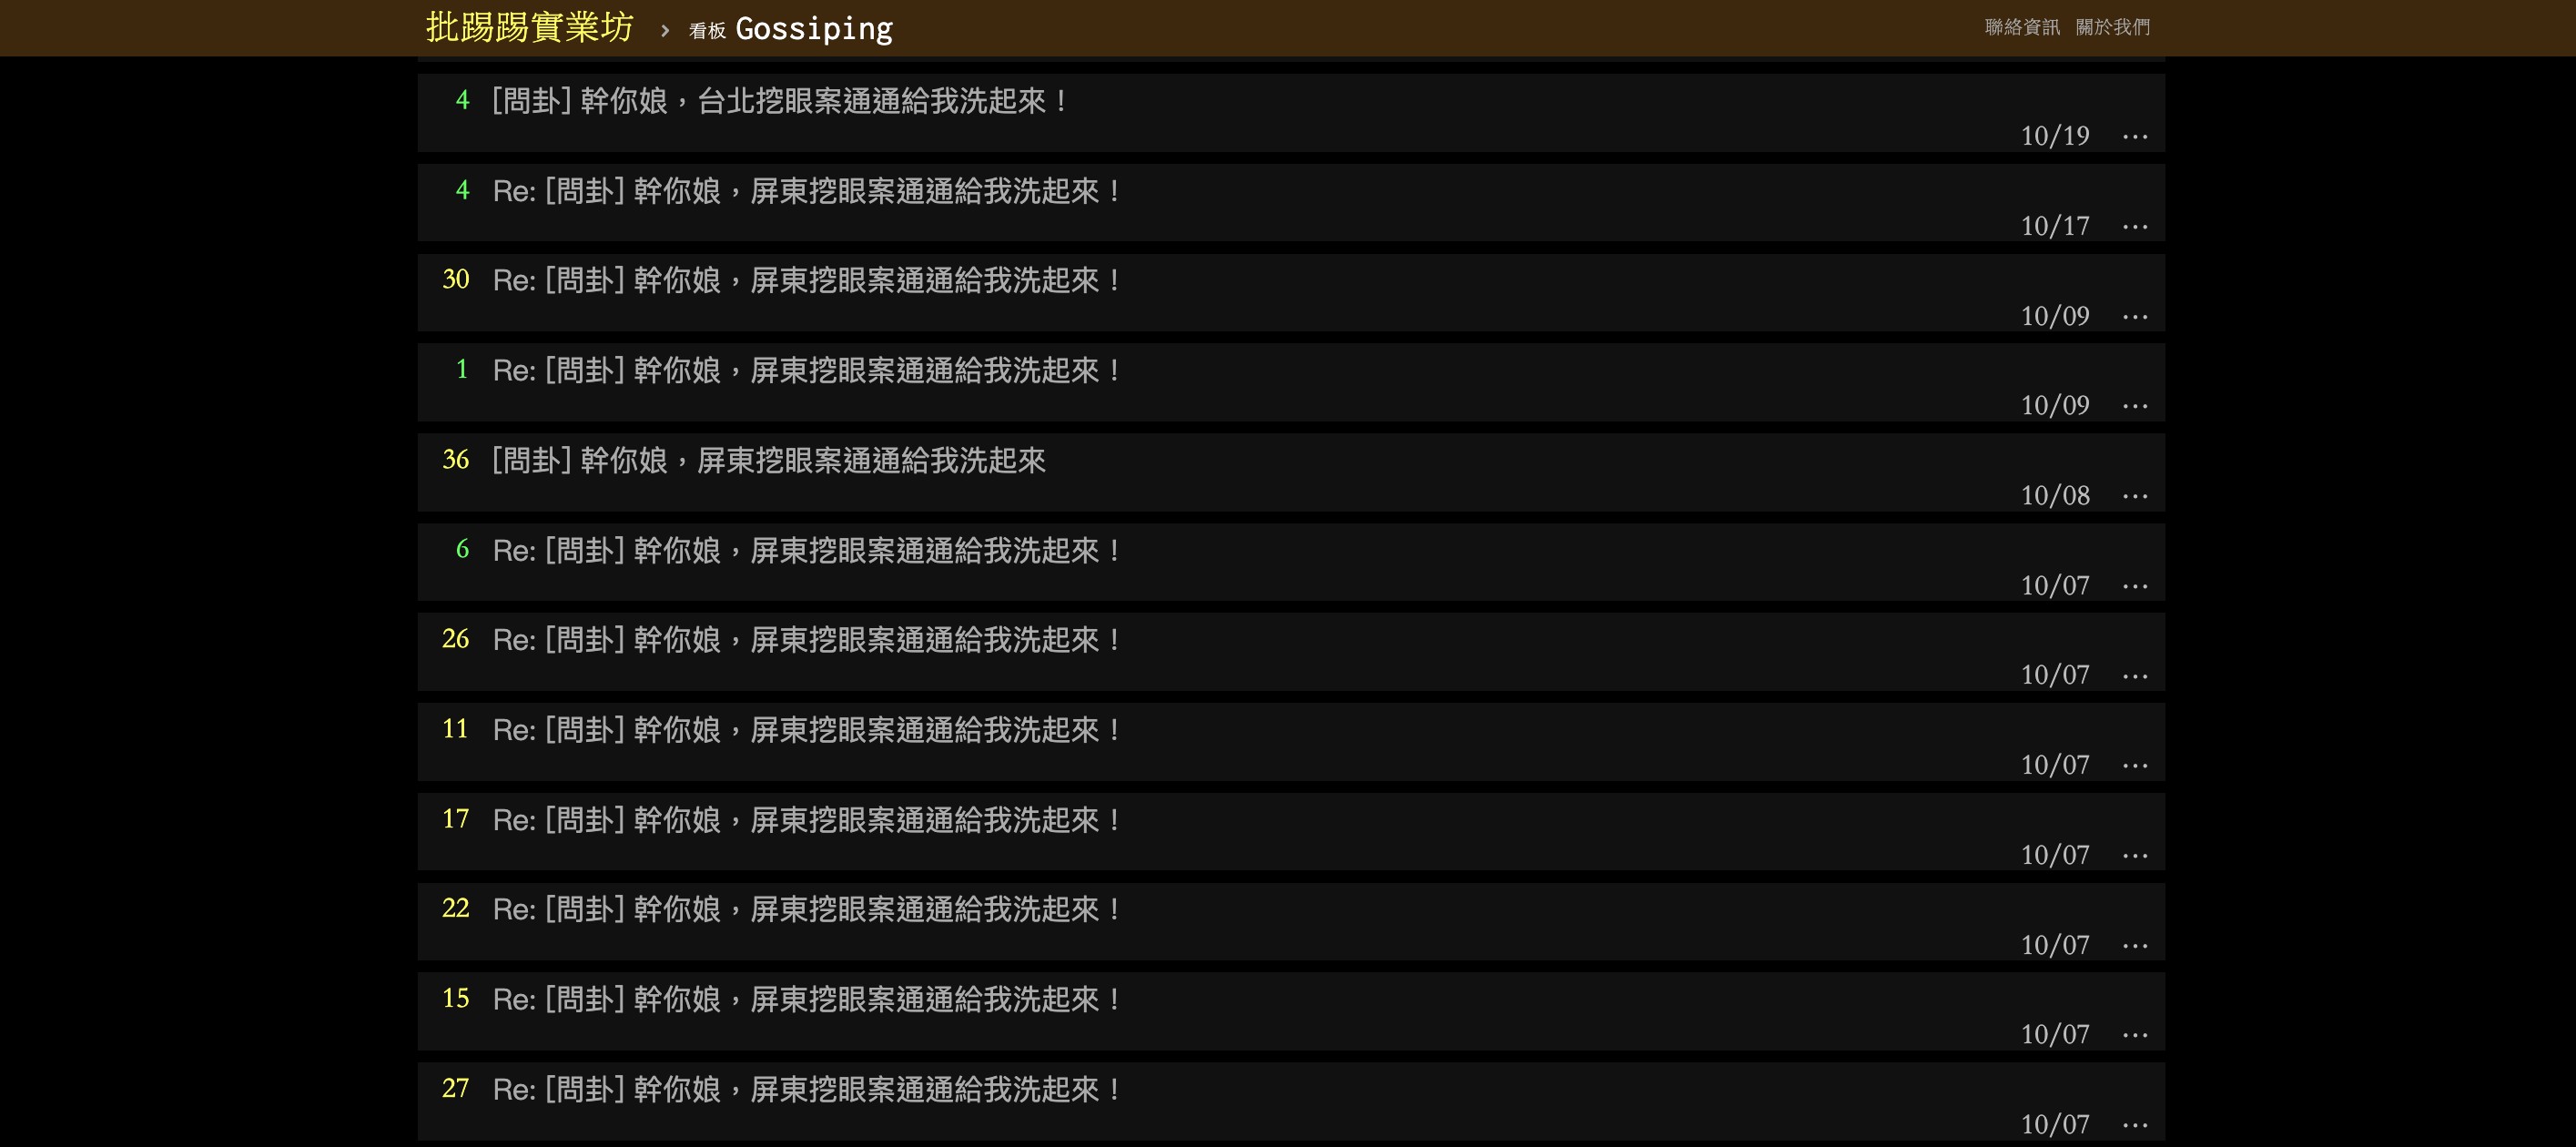 批踢踢實業坊 › 看板 Gossiping 聯絡資訊 關於我們
4 [問卦] 幹你娘，台北挖眼案通通給我洗起來！
10/19 ⋯
4 Re: [問卦] 幹你娘，屏東挖眼案通通給我洗起來！
10/17 ⋯
30 Re: [問卦] 幹你娘，屏東挖眼案通通給我洗起來！
10/09 ⋯
1 Re: [問卦] 幹你娘，屏東挖眼案通通給我洗起來！
10/09 ⋯
36 [問卦] 幹你娘，屏東挖眼案通通給我洗起來
10/08 ⋯
6 Re: [問卦] 幹你娘，屏東挖眼案通通給我洗起來！
10/07 ⋯
26 Re: [問卦] 幹你娘，屏東挖眼案通通給我洗起來！
10/07 ⋯
11 Re: [問卦] 幹你娘，屏東挖眼案通通給我洗起來！
10/07 ⋯
17 Re: [問卦] 幹你娘，屏東挖眼案通通給我洗起來！
10/07 ⋯
22 Re: [問卦] 幹你娘，屏東挖眼案通通給我洗起來！
10/07 ⋯
15 Re: [問卦] 幹你娘，屏東挖眼案通通給我洗起來！
10/07 ⋯
27 Re: [問卦] 幹你娘，屏東挖眼案通通給我洗起來！
10/07 ⋯